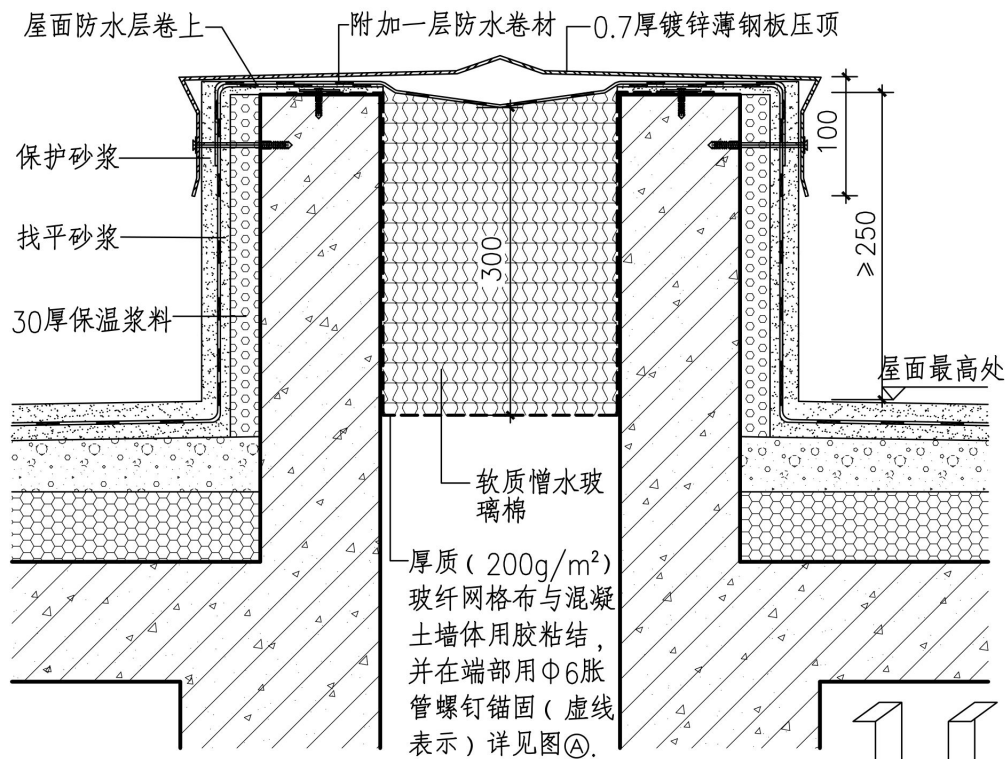 屋面防水层卷上
附加一层防水卷材
0.7厚镀锌薄钢板压顶
保护砂浆
找平砂浆
30厚保温浆料
100
≥250
300
屋面最高处
软质憎水玻
璃棉
厚质(200g/m²)
玻纤网格布与混凝
土墙体用胶粘结,
并在端部用Φ6胀
管螺钉锚固(虚线
表示)详见图Ⓐ.